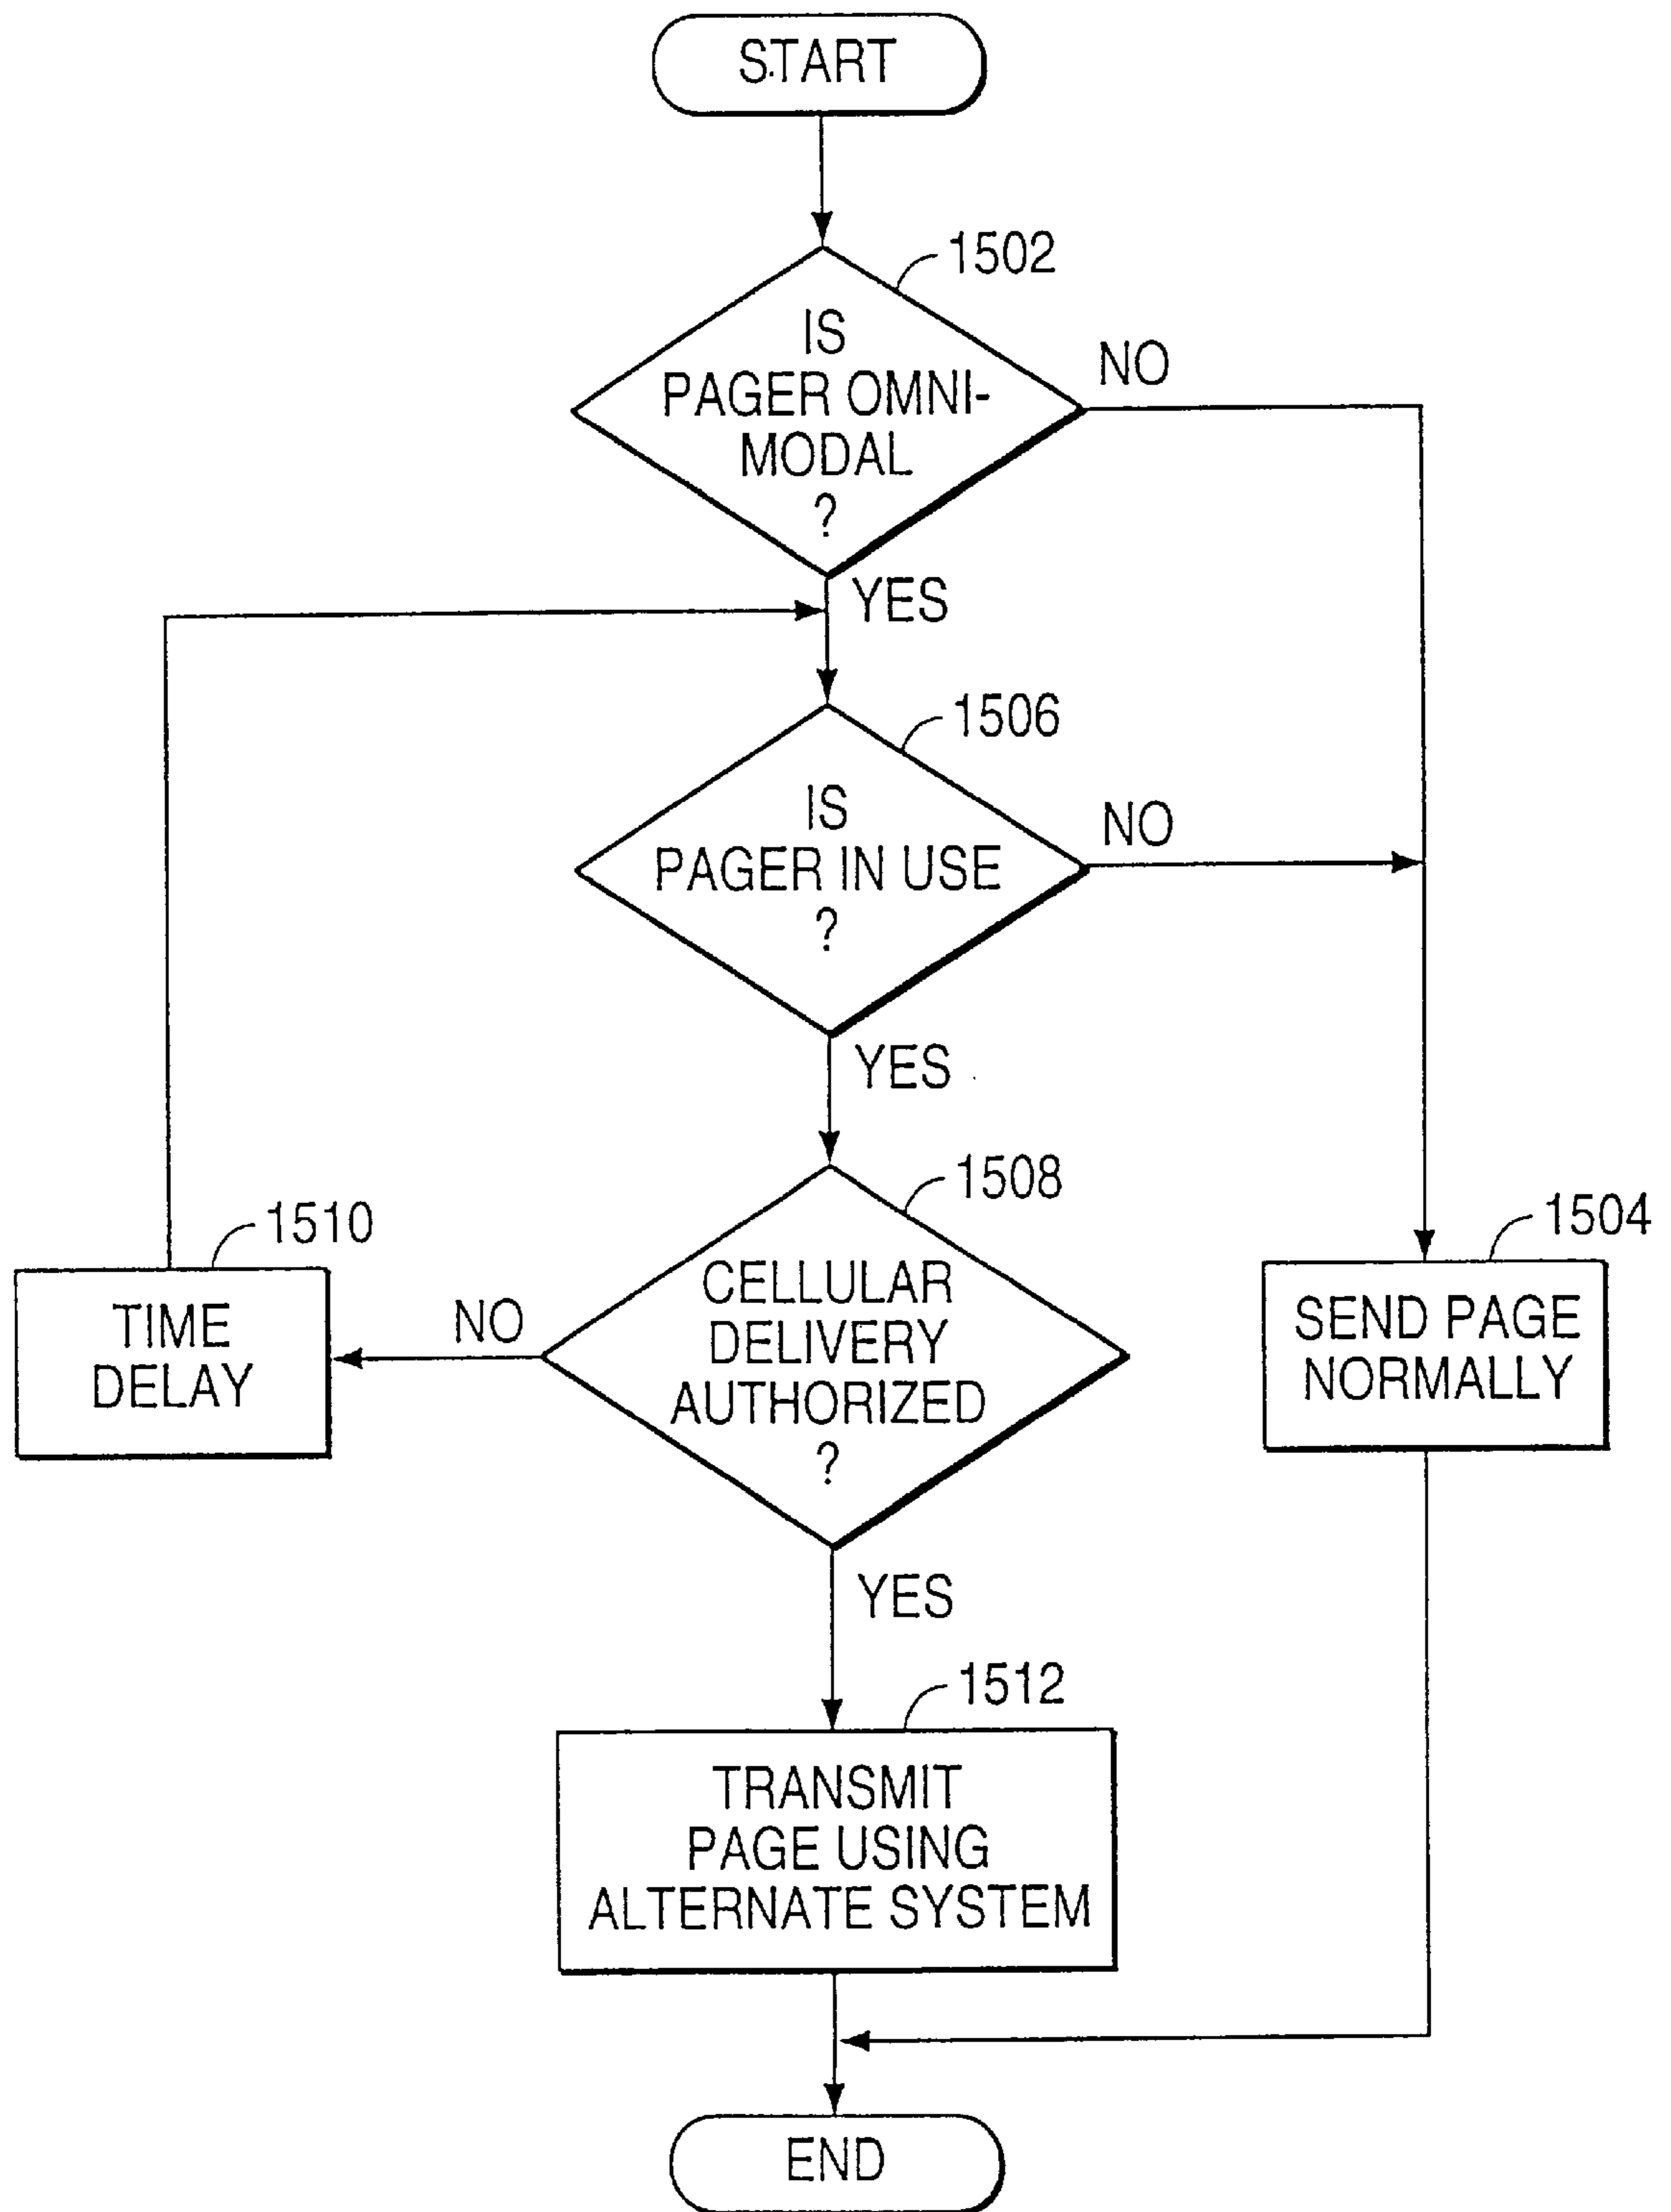 START
1502
IS
PAGER OMNI-
MODAL
?
NO
YES
1506
IS
PAGER IN USE
?
NO
YES
1508
CELLULAR
DELIVERY
AUTHORIZED
?
NO
1510
TIME
DELAY
1504
SEND PAGE
NORMALLY
YES
1512
TRANSMIT
PAGE USING
ALTERNATE SYSTEM
END